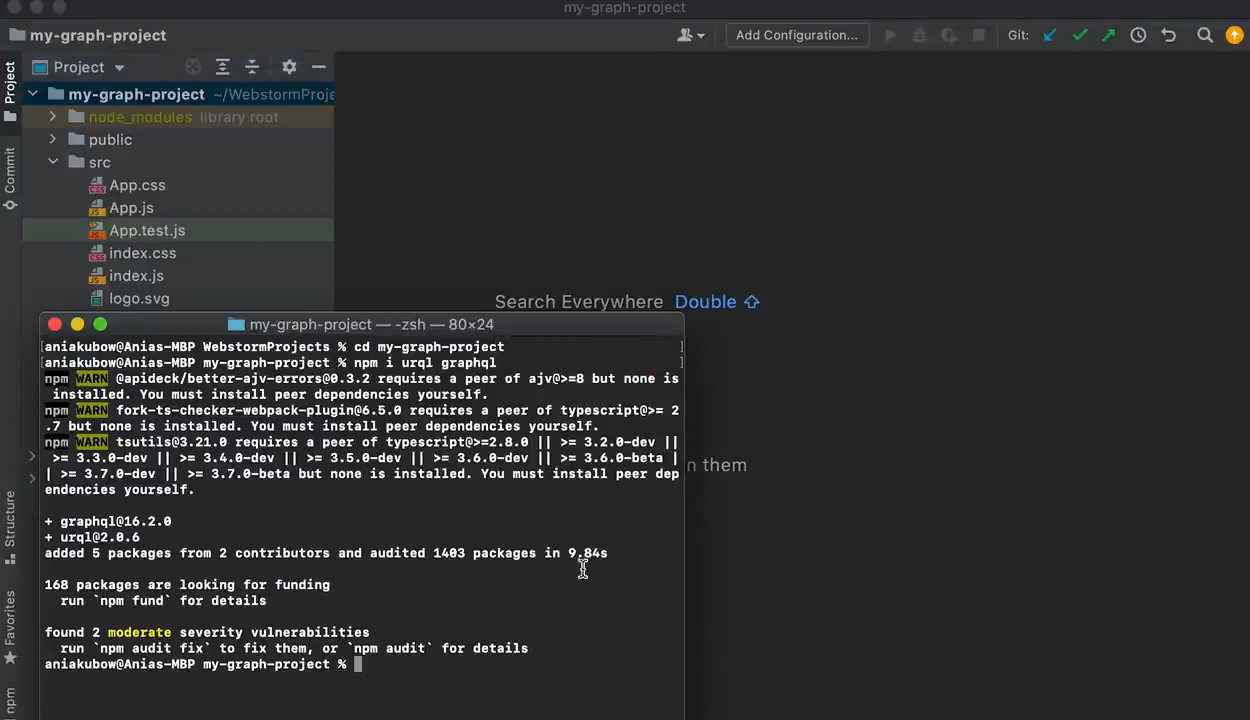 my-graph-project
my-graph-project
Add Configuration...
Git:
Project
Project
my-graph-project ~/WebstormProje
node_modules library root
public
Commit
src
App.css
App.js
App.test.js
index.css
index.js
logo.svg
Search Everywhere Double ⇧
n them
my-graph-project — -zsh — 80×24
[aniakubow@Anias-MBP WebstormProjects % cd my-graph-project ]
[aniakubow@Anias-MBP my-graph-project % npm i urql graphql ]
npm WARN @apideck/better-ajv-errors@0.3.2 requires a peer of ajv@>=8 but none is
installed. You must install peer dependencies yourself.
npm WARN fork-ts-checker-webpack-plugin@6.5.0 requires a peer of typescript@>= 2
.7 but none is installed. You must install peer dependencies yourself.
npm WARN tsutils@3.21.0 requires a peer of typescript@>=2.8.0 || >= 3.2.0-dev ||
>= 3.3.0-dev || >= 3.4.0-dev || >= 3.5.0-dev || >= 3.6.0-dev || >= 3.6.0-beta |
| >= 3.7.0-dev || >= 3.7.0-beta but none is installed. You must install peer dep
endencies yourself.
+ graphql@16.2.0
+ urql@2.0.6
added 5 packages from 2 contributors and audited 1403 packages in 9.84s
168 packages are looking for funding
run `npm fund` for details
found 2 moderate severity vulnerabilities
run `npm audit fix` to fix them, or `npm audit` for details
aniakubow@Anias-MBP my-graph-project %
Structure
Favorites
npm